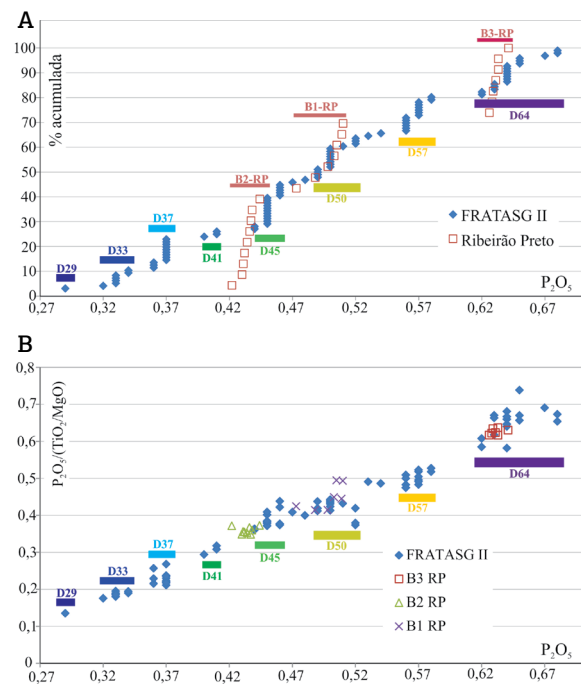 A
100
90
80
70
60
50
40
30
20
10
0
% acumulada
B3-RP
B1-RP
B2-RP
D64
D57
D50
D45
D41
D37
D33
D29
FRATASG II
Ribeirão Preto
P₂O₅
0,27 0,32 0,37 0,42 0,47 0,52 0,57 0,62 0,67
B
0,8
0,7
0,6
0,5
0,4
0,3
0,2
0,1
0
P₂O₅/(TiO₂/MgO)
D64
D57
D50
D45
D41
D37
D33
D29
FRATASG II
B3 RP
B2 RP
B1 RP
P₂O₅
0,27 0,32 0,37 0,42 0,47 0,52 0,57 0,62 0,67